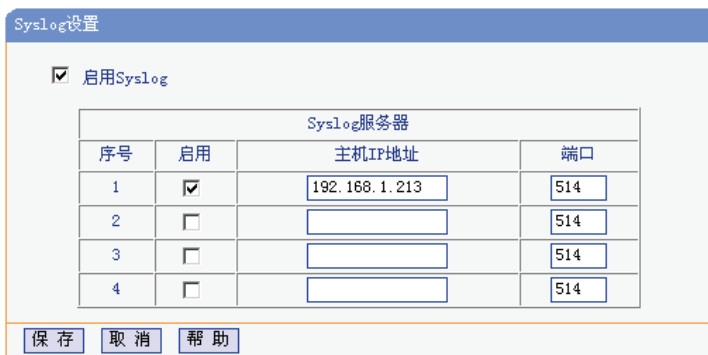 Syslog设置
启用Syslog
Syslog服务器
序号 启用 主机IP地址 端口
1 192.168.1.213 514
2 514
3 514
4 514
保存 取消 帮助